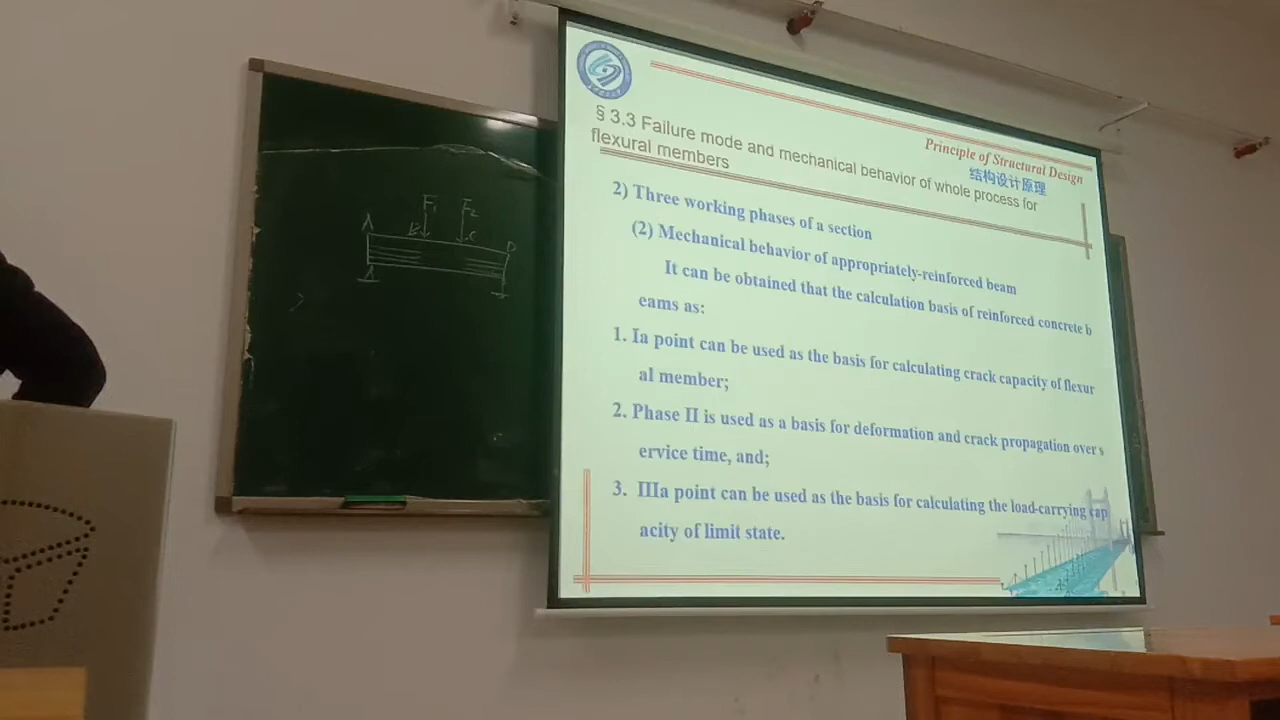 § 3.3 Failure mode and mechanical behavior of whole process for
flexural members
Principle of Structural Design
结构设计原理
2) Three working phases of a section
(2) Mechanical behavior of appropriately-reinforced beam
It can be obtained that the calculation basis of reinforced concrete b
eams as:
1. Ia point can be used as the basis for calculating crack capacity of flexur
al member;
2. Phase II is used as a basis for deformation and crack propagation over s
ervice time, and;
3. IIIa point can be used as the basis for calculating the load-carrying cap
acity of limit state.
F₁ F₂
A B C D